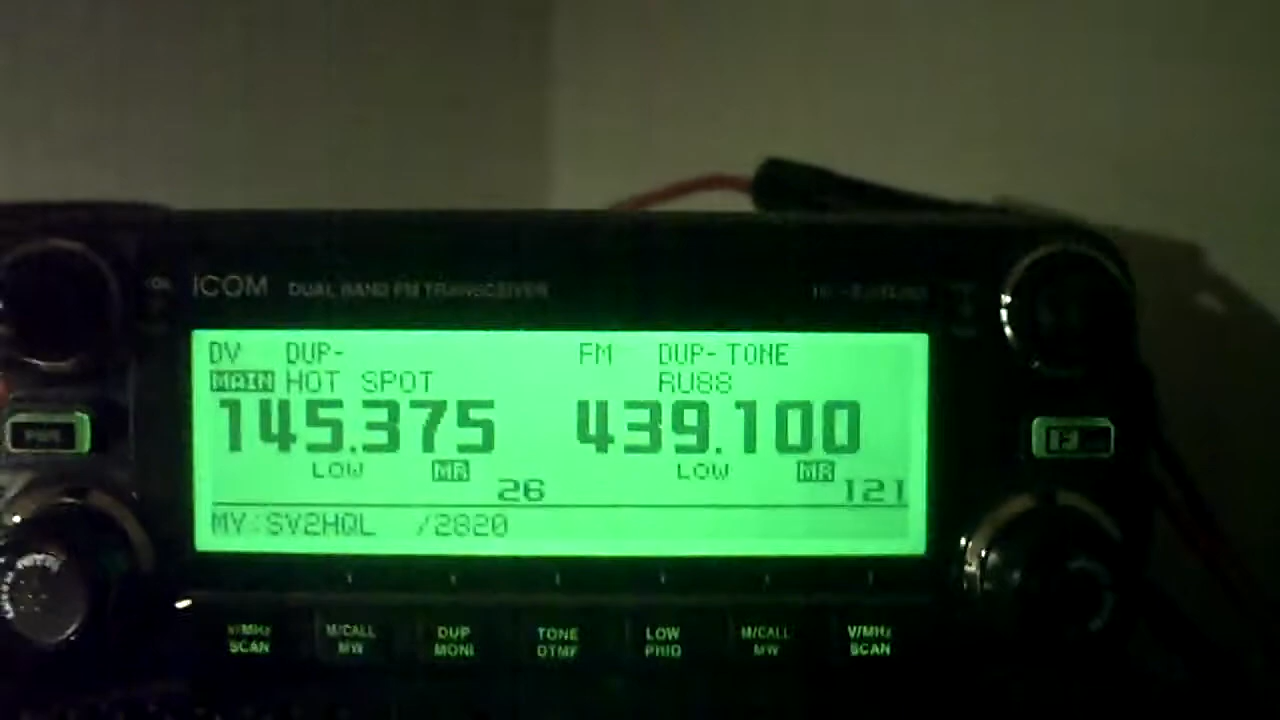 ICOM DUAL BAND FM TRANSCEIVER
DV DUP- FM DUP-TONE
MAIN HOT SPOT RU88
145.375 439.100
LOW MR LOW MR
26 121
MY:SV2HQL /2820
V/MHz M/CALL DUP TONE LOW M/CALL V/MHz
SCAN MW MONI DTMF PRIO MW SCAN